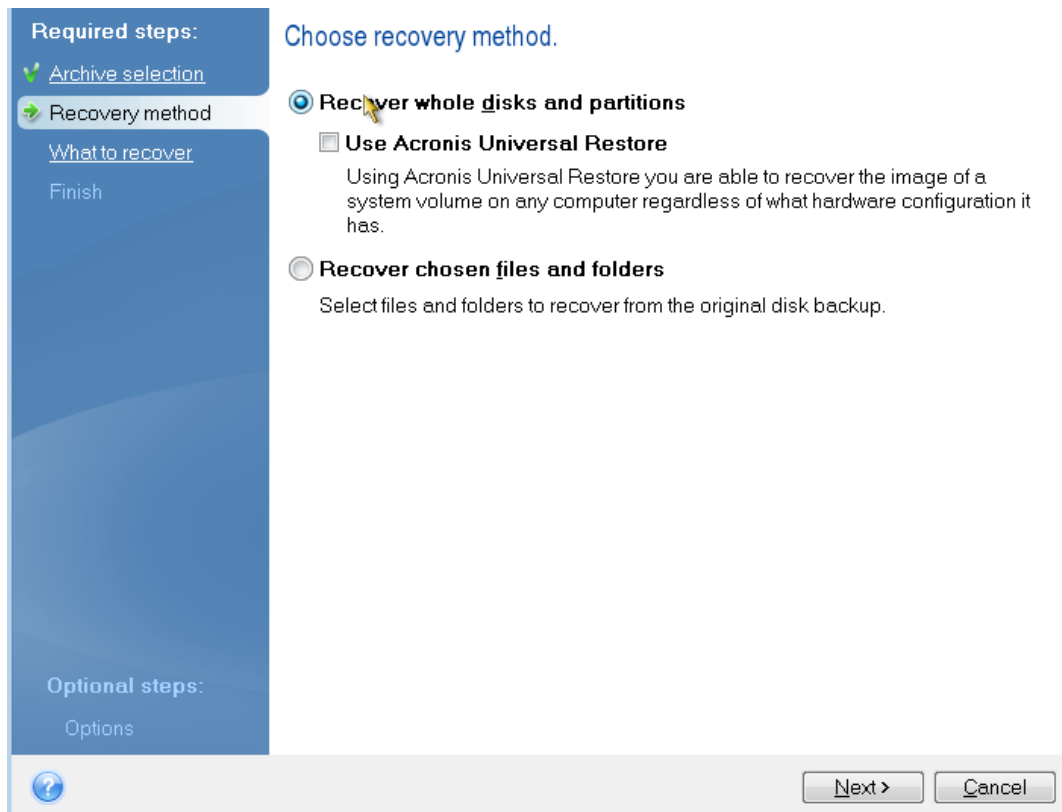 Required steps:
Archive selection
Recovery method
What to recover
Finish
Optional steps:
Options
Choose recovery method.
Recover whole disks and partitions
Use Acronis Universal Restore
Using Acronis Universal Restore you are able to recover the image of a
system volume on any computer regardless of what hardware configuration it
has.
Recover chosen files and folders
Select files and folders to recover from the original disk backup.
?
Next >
Cancel